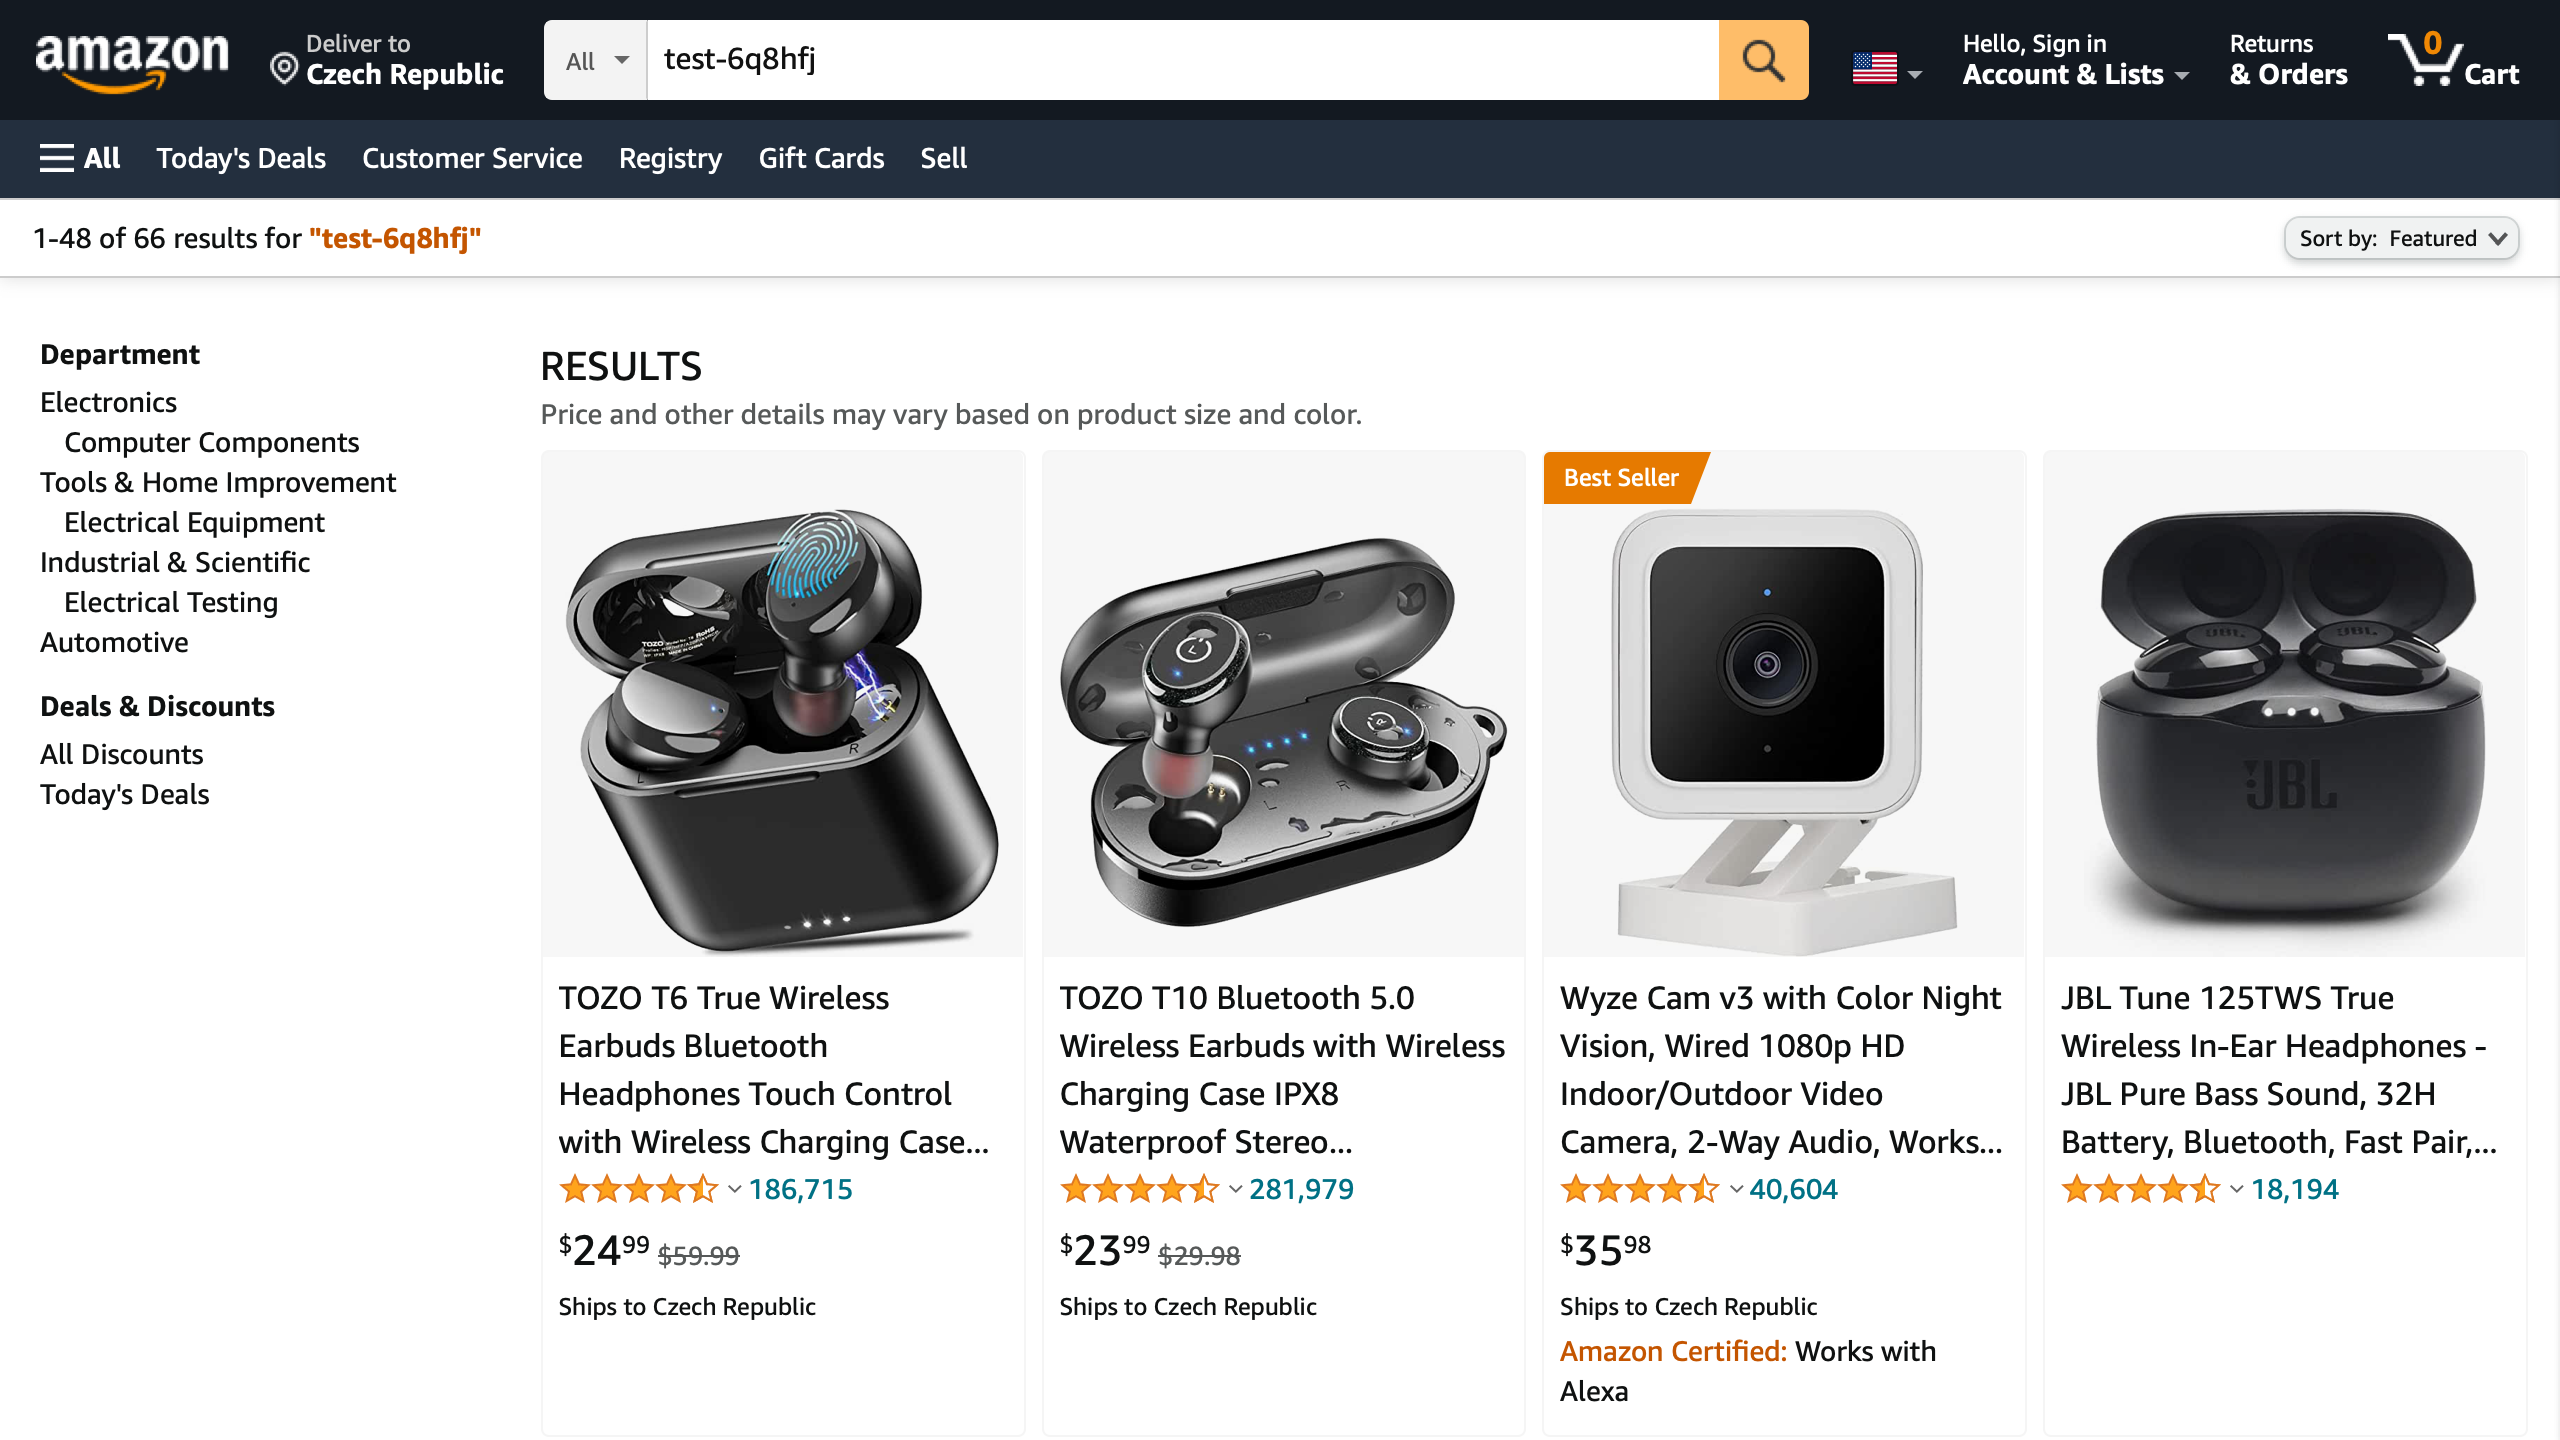 amazon
Deliver to
Czech Republic
All
test-6q8hfj
Hello, Sign in
Account & Lists
Returns
& Orders
0
Cart
All
Today's Deals
Customer Service
Registry
Gift Cards
Sell
1-48 of 66 results for "test-6q8hfj"
Sort by: Featured
Department
Electronics
Computer Components
Tools & Home Improvement
Electrical Equipment
Industrial & Scientific
Electrical Testing
Automotive
Deals & Discounts
All Discounts
Today's Deals
RESULTS
Price and other details may vary based on product size and color.
TOZO
R
L
TOZO T6 True Wireless
Earbuds Bluetooth
Headphones Touch Control
with Wireless Charging Case...
186,715
$2499 $59.99
Ships to Czech Republic
L
R
L
R
TOZO T10 Bluetooth 5.0
Wireless Earbuds with Wireless
Charging Case IPX8
Waterproof Stereo...
281,979
$2399 $29.98
Ships to Czech Republic
Best Seller
Wyze Cam v3 with Color Night
Vision, Wired 1080p HD
Indoor/Outdoor Video
Camera, 2-Way Audio, Works...
40,604
$3598
Ships to Czech Republic
Amazon Certified: Works with
Alexa
JBL
JBL
JBL
JBL Tune 125TWS True
Wireless In-Ear Headphones -
JBL Pure Bass Sound, 32H
Battery, Bluetooth, Fast Pair,...
18,194